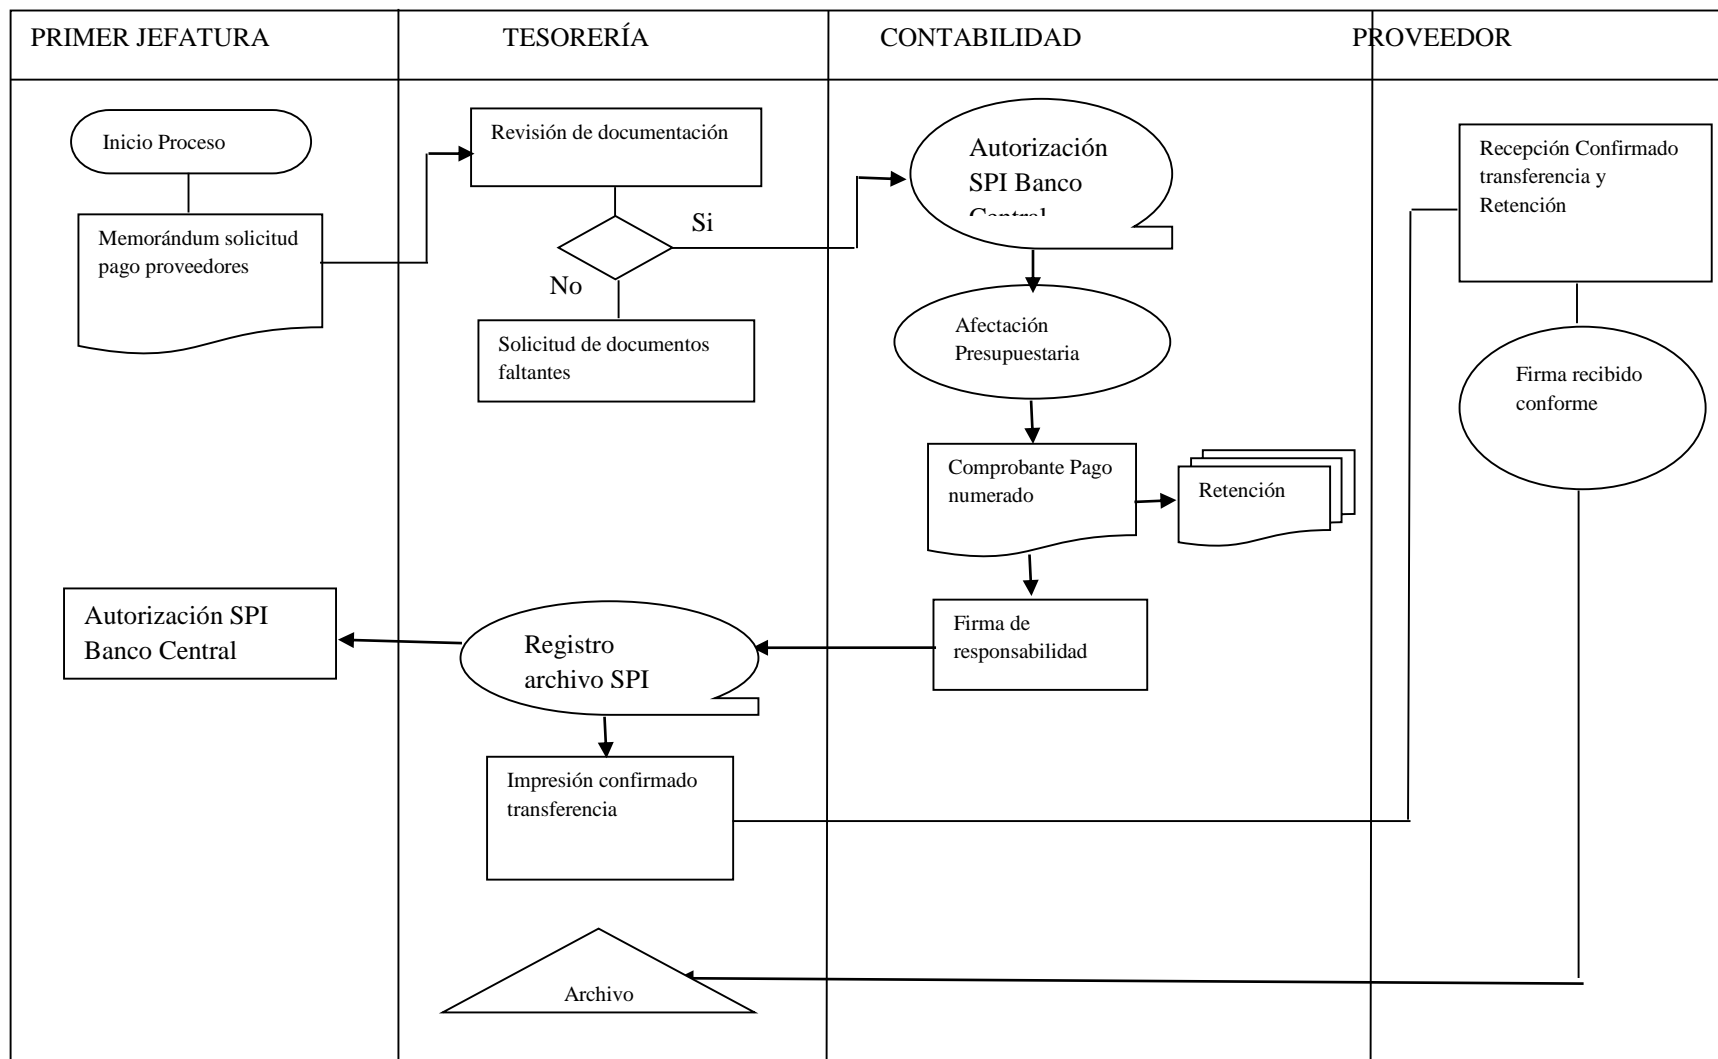 PRIMER JEFATURA
TESORERÍA
CONTABILIDAD
PROVEEDOR
Inicio Proceso
Memorándum solicitud
pago proveedores
Revisión de documentación
Si
No
Solicitud de documentos
faltantes
Autorización
SPI Banco
Central
Afectación
Presupuestaria
Comprobante Pago
numerado
Retención
Firma de
responsabilidad
Registro
archivo SPI
Autorización SPI
Banco Central
Impresión confirmado
transferencia
Recepción Confirmado
transferencia y
Retención
Firma recibido
conforme
Archivo